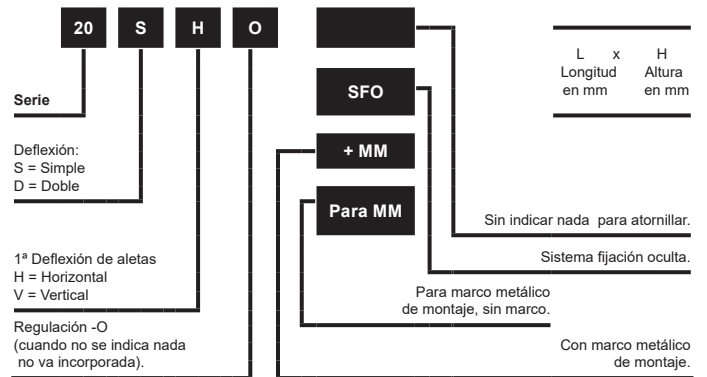 20 S H O
L x H
Longitud Altura
en mm en mm
SFO
Serie
+ MM
Deflexión:
S = Simple
D = Doble
Para MM
Sin indicar nada para atornillar.
Sistema fijación oculta.
1ª Deflexión de aletas
H = Horizontal
V = Vertical
Para marco metálico
de montaje, sin marco.
Regulación -O
(cuando no se indica nada
no va incorporada).
Con marco metálico
de montaje.